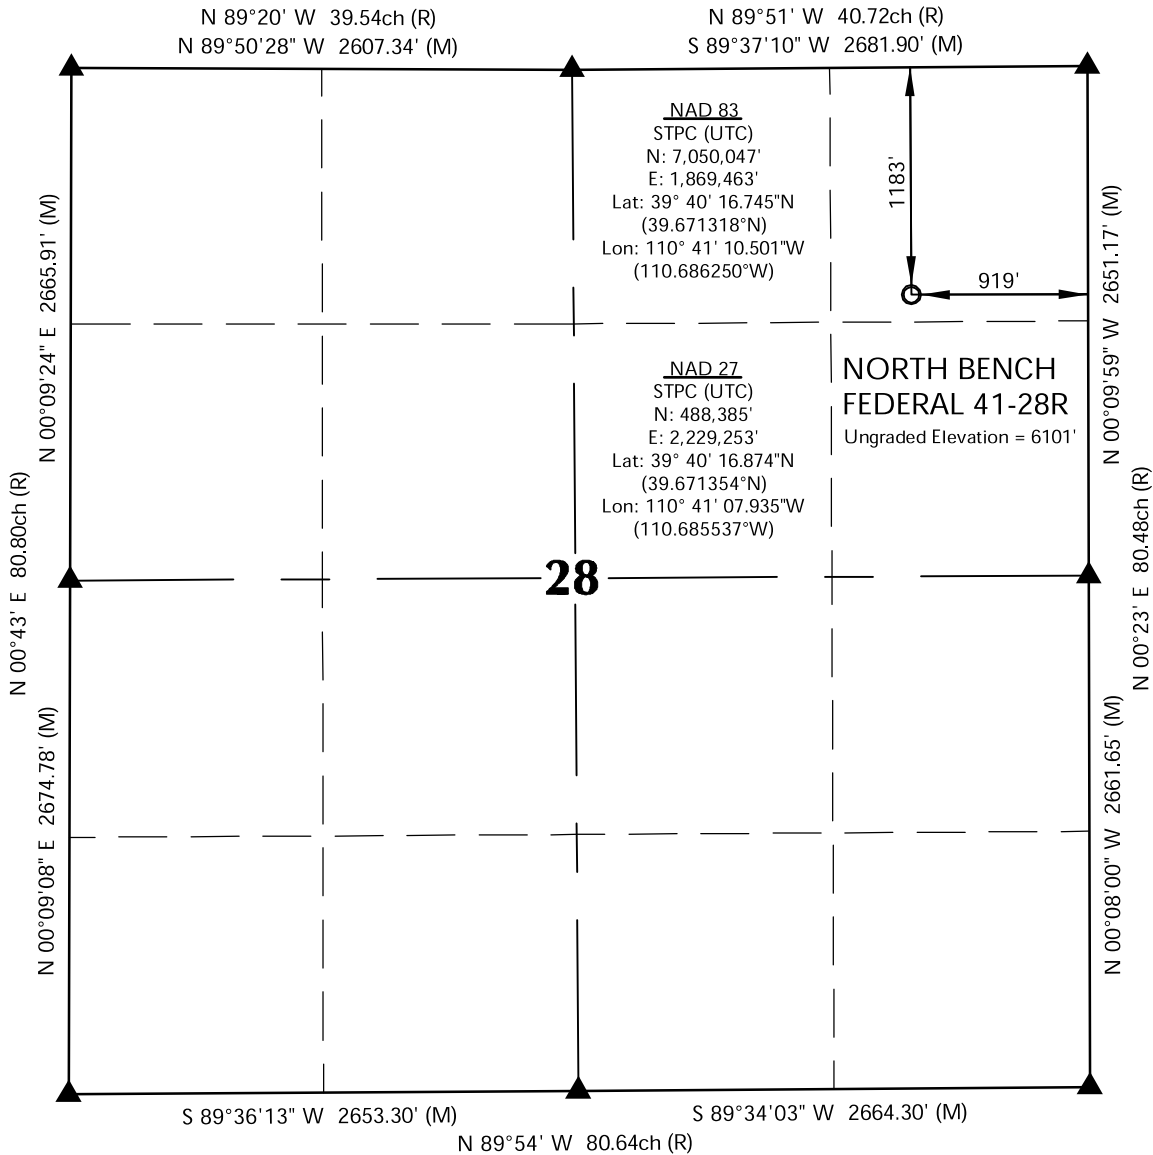 N 89°20' W 39.54ch (R)
N 89°50'28" W 2607.34' (M)
N 89°51' W 40.72ch (R)
S 89°37'10" W 2681.90' (M)
NAD 83
STPC (UTC)
N: 7,050,047'
E: 1,869,463'
Lat: 39° 40' 16.745"N
(39.671318°N)
Lon: 110° 41' 10.501"W
(110.686250°W)
1183'
919'
N 00°09'24" E 2665.91' (M)
N 00°09'59" W 2651.17' (M)
NAD 27
STPC (UTC)
N: 488,385'
E: 2,229,253'
Lat: 39° 40' 16.874"N
(39.671354°N)
Lon: 110° 41' 07.935"W
(110.685537°W)
NORTH BENCH
FEDERAL 41-28R
Ungraded Elevation = 6101'
N 00°43' E 80.80ch (R)
28
N 00°23' E 80.48ch (R)
N 00°09'08" E 2674.78' (M)
N 00°08'00" W 2661.65' (M)
S 89°36'13" W 2653.30' (M)
S 89°34'03" W 2664.30' (M)
N 89°54' W 80.64ch (R)